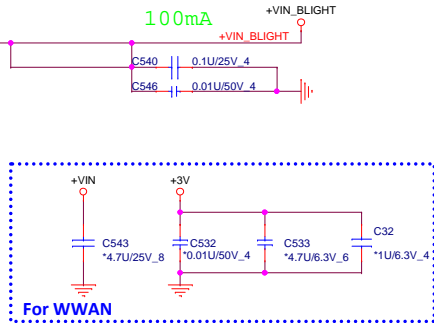 100mA
+VIN_BLIGHT
+VIN_BLIGHT
C540 0.1U/25V_4
C546 0.01U/50V_4
+VIN
+3V
C543
*4.7U/25V_8
C532
*0.01U/50V_4
C533
*4.7U/6.3V_6
C32
*1U/6.3V_4
For WWAN